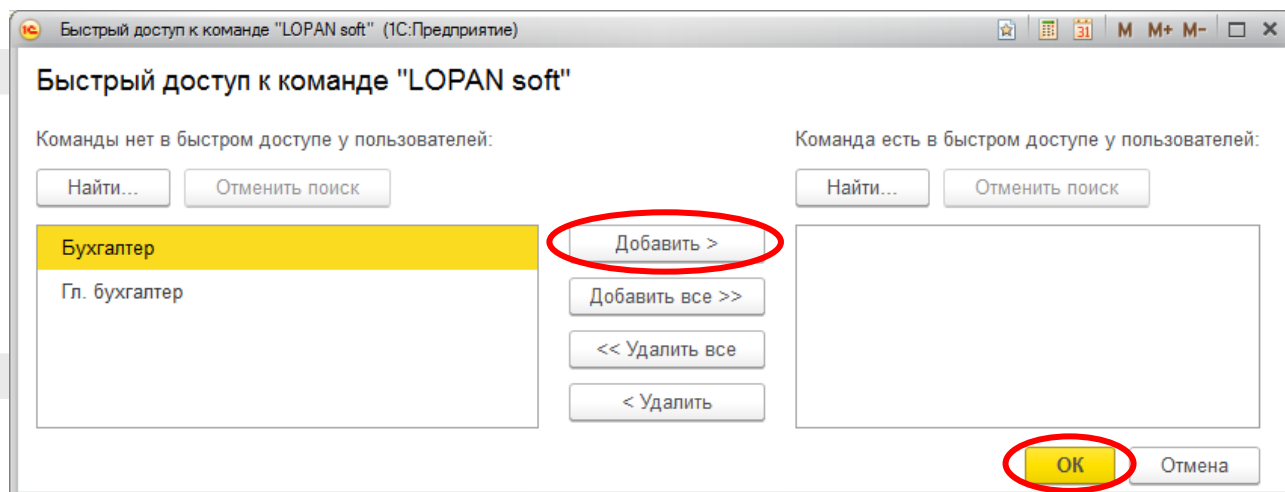 Быстрый доступ к команде "LOPAN soft" (1С:Предприятие)
31 M M+ M-
Быстрый доступ к команде "LOPAN soft"
Команды нет в быстром доступе у пользователей:
Команда есть в быстром доступе у пользователей:
Найти... Отменить поиск
Найти... Отменить поиск
Бухгалтер
Гл. бухгалтер
Добавить >
Добавить все >>
<< Удалить все
< Удалить
ОК Отмена